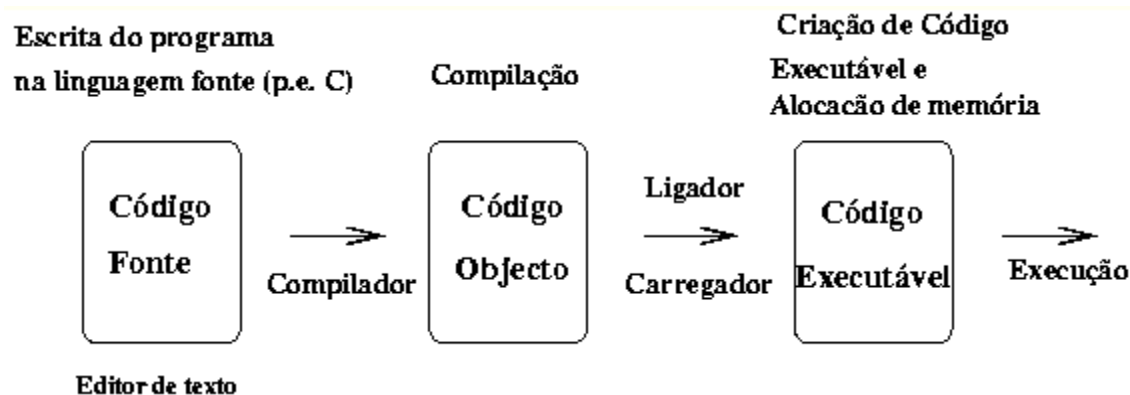 Escrita do programa
na linguagem fonte (p.e. C)
Compilação
Criação de Código
Executável e
Alocacão de memória
Código
Fonte
Compilador
Código
Objecto
Ligador
Carregador
Código
Executável
Execução
Editor de texto